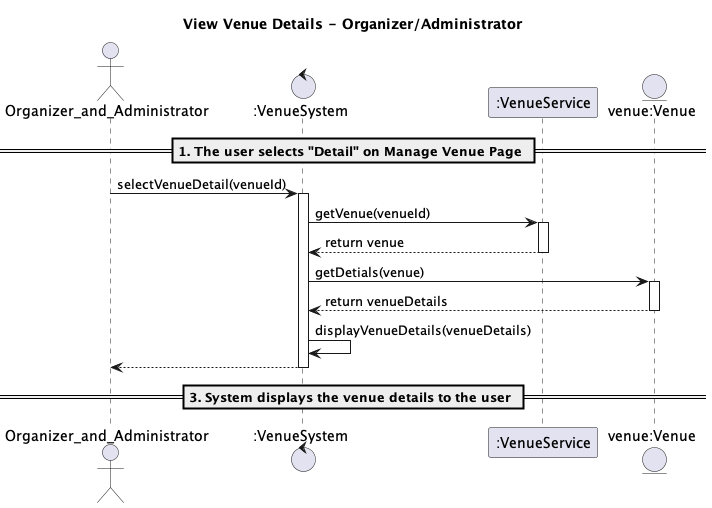 View Venue Details - Organizer/Administrator
Organizer_and_Administrator :VenueSystem :VenueService venue:Venue
1. The user selects "Detail" on Manage Venue Page
selectVenueDetail(venueId)
getVenue(venueId)
return venue
getDetials(venue)
return venueDetails
displayVenueDetails(venueDetails)
3. System displays the venue details to the user
Organizer_and_Administrator :VenueSystem :VenueService venue:Venue